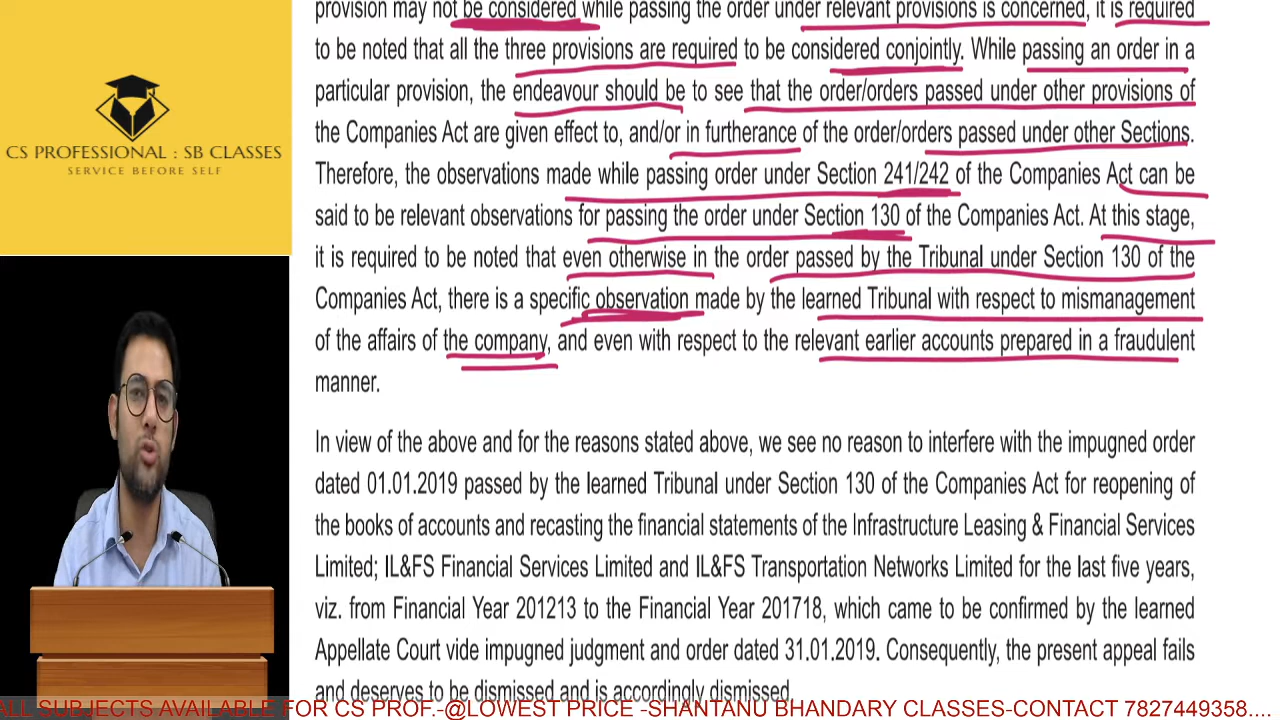 provision may not be considered while passing the order under relevant provisions is concerned, it is required
to be noted that all the three provisions are required to be considered conjointly. While passing an order in a
particular provision, the endeavour should be to see that the order/orders passed under other provisions of
the Companies Act are given effect to, and/or in furtherance of the order/orders passed under other Sections.
Therefore, the observations made while passing order under Section 241/242 of the Companies Act can be
said to be relevant observations for passing the order under Section 130 of the Companies Act. At this stage,
it is required to be noted that even otherwise in the order passed by the Tribunal under Section 130 of the
Companies Act, there is a specific observation made by the learned Tribunal with respect to mismanagement
of the affairs of the company, and even with respect to the relevant earlier accounts prepared in a fraudulent
manner.
In view of the above and for the reasons stated above, we see no reason to interfere with the impugned order
dated 01.01.2019 passed by the learned Tribunal under Section 130 of the Companies Act for reopening of
the books of accounts and recasting the financial statements of the Infrastructure Leasing & Financial Services
Limited; IL&FS Financial Services Limited and IL&FS Transportation Networks Limited for the last five years,
viz. from Financial Year 201213 to the Financial Year 201718, which came to be confirmed by the learned
Appellate Court vide impugned judgment and order dated 31.01.2019. Consequently, the present appeal fails
and deserves to be dismissed and is accordingly dismissed.
CS PROFESSIONAL : SB CLASSES
SERVICE BEFORE SELF
ALL SUBJECTS AVAILABLE FOR CS PROF.-@LOWEST PRICE -SHANTANU BHANDARY CLASSES-CONTACT 7827449358....